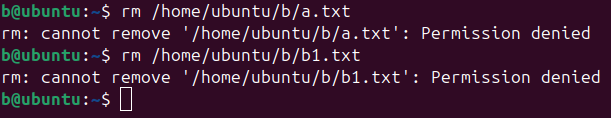 b@ubuntu:~$ rm /home/ubuntu/b/a.txt
rm: cannot remove '/home/ubuntu/b/a.txt': Permission denied
b@ubuntu:~$ rm /home/ubuntu/b/b1.txt
rm: cannot remove '/home/ubuntu/b/b1.txt': Permission denied
b@ubuntu:~$